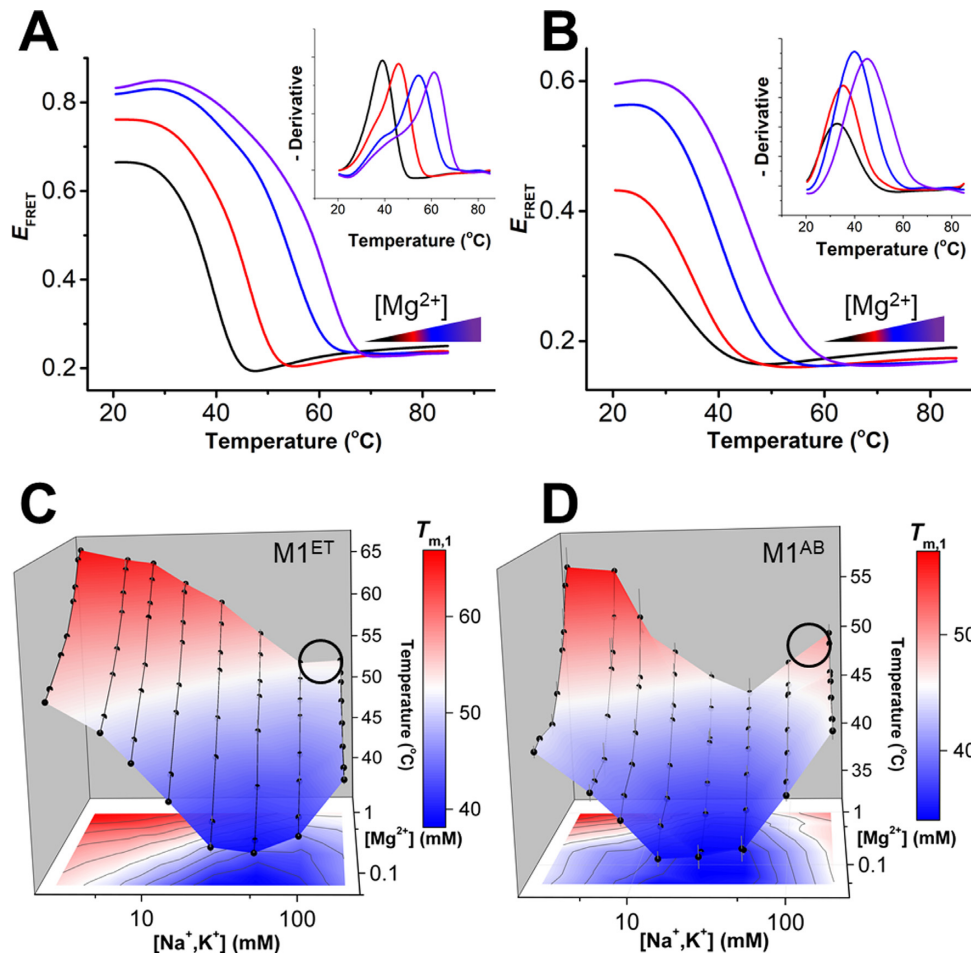 A
0.8
0.6
0.4
0.2
E_FRET
20 40 60 80
Temperature (°C)
[Mg²⁺]
- Derivative
20 40 60 80
Temperature (°C)
B
0.6
0.4
0.2
E_FRET
20 40 60 80
Temperature (°C)
[Mg²⁺]
- Derivative
20 40 60 80
Temperature (°C)
C
M1^ET
65
60
55
50
45
40
Temperature (°C)
1
0.1
[Mg²⁺] (mM)
10 100
[Na⁺,K⁺] (mM)
T_m,1
60
50
40
D
M1^AB
55
50
45
40
35
Temperature (°C)
1
0.1
[Mg²⁺] (mM)
10 100
[Na⁺,K⁺] (mM)
T_m,1
50
40